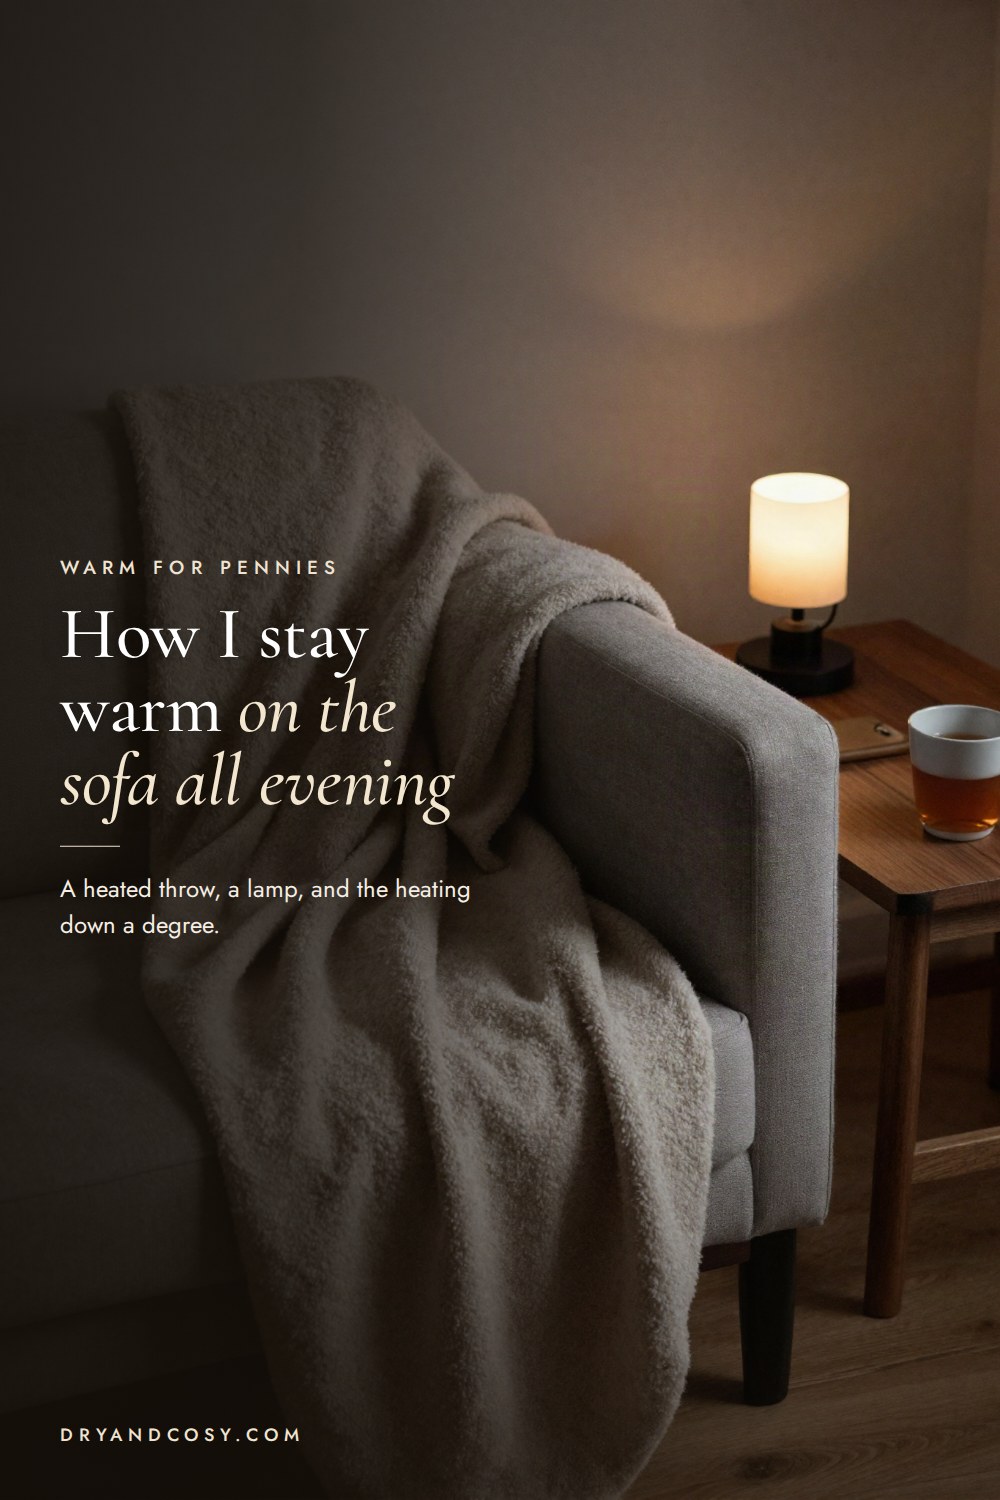 WARM FOR PENNIES
How I stay
warm on the
sofa all evening
A heated throw, a lamp, and the heating
down a degree.
DRYANDCOSY.COM